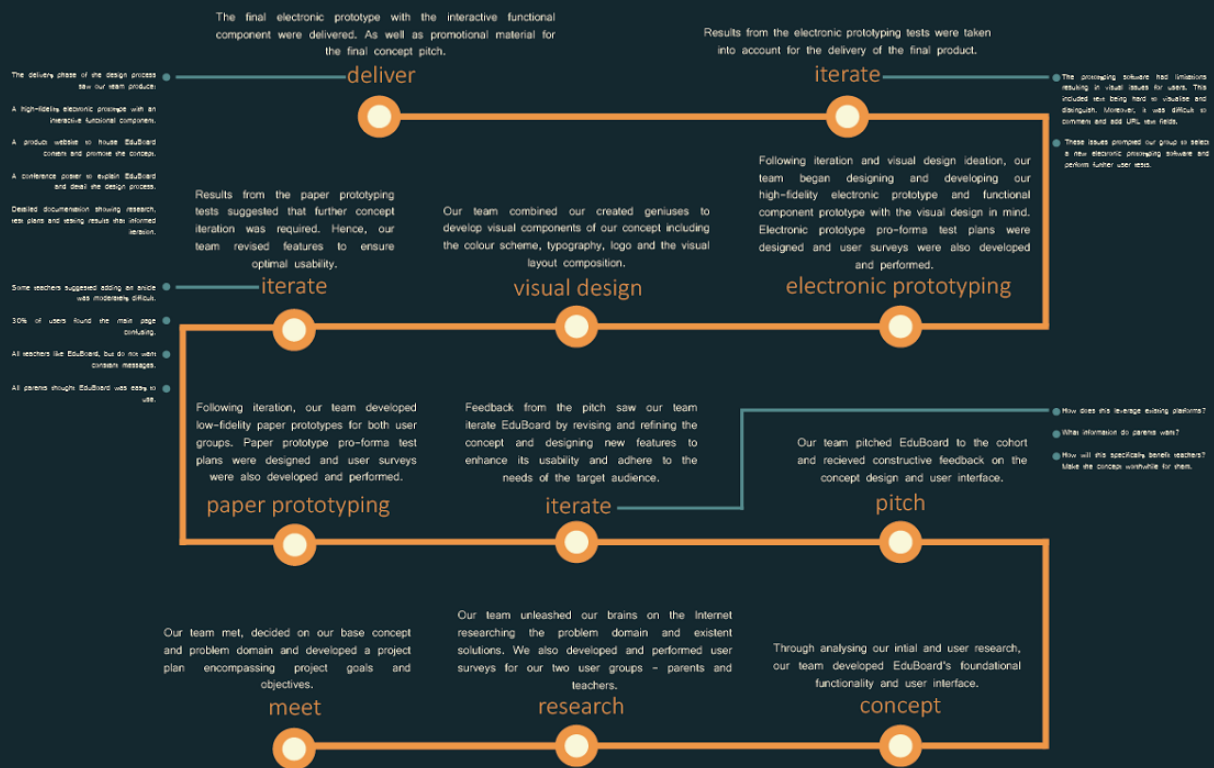 The final electronic prototype with the interactive functional
component were delivered. As well as promotional material for
the final concept pitch.
deliver
Results from the electronic prototyping tests were taken
into account for the delivery of the final product.
iterate
The delivery phase of the design process
saw our team produce:
A high-fidelity electronic prototype with an
interactive functional component.
A product website to house EduBoard
content and promote the concept.
A conference poster to explain EduBoard
and detail the design process.
Detailed documentation showing research,
test plans and testing results that informed
iteration.
The prototyping software had limitations
resulting in visual issues for users. This
included text being hard to visualise and
distinguish. Moreover, it was difficult to
comment and add URL text fields.
These issues prompted our group to select
a new electronic prototyping software and
perform further user tests.
Results from the paper prototyping
tests suggested that further concept
iteration was required. Hence, our
team revised features to ensure
optimal usability.
iterate
Our team combined our created geniuses to
develop visual components of our concept including
the colour scheme, typography, logo and the visual
layout composition.
visual design
Following iteration and visual design ideation, our
team began designing and developing our
high-fidelity electronic prototype and functional
component prototype with the visual design in mind.
Electronic prototype pro-forma test plans were
designed and user surveys were also developed
and performed.
electronic prototyping
Some teachers suggested adding an article
was moderately difficult.
30% of users found the main page
confusing.
All teachers like EduBoard, but do not want
constant messages.
All parents thought EduBoard was easy to
use.
Following iteration, our team developed
low-fidelity paper prototypes for both user
groups. Paper prototype pro-forma test
plans were designed and user surveys
were also developed and performed.
paper prototyping
Feedback from the pitch saw our team
iterate EduBoard by revising and refining the
concept and designing new features to
enhance its usability and adhere to the
needs of the target audience.
iterate
Our team pitched EduBoard to the cohort
and recieved constructive feedback on the
concept design and user interface.
pitch
How does this leverage existing platforms?
What information do parents want?
How will this specifically benefit teachers?
Make the concept worthwhile for them.
Our team met, decided on our base concept
and problem domain and developed a project
plan encompassing project goals and
objectives.
meet
Our team unleashed our brains on the Internet
researching the problem domain and existent
solutions. We also developed and performed user
surveys for our two user groups - parents and
teachers.
research
Through analysing our intial and user research,
our team developed EduBoard's foundational
functionality and user interface.
concept